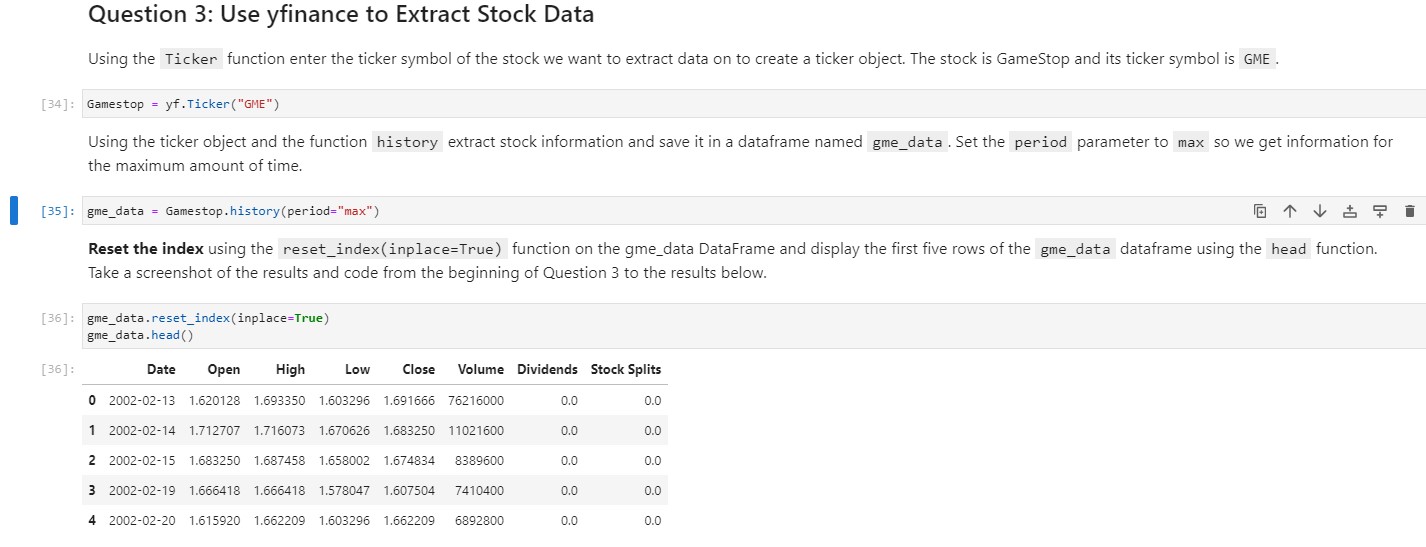 Question 3: Use yfinance to Extract Stock Data
Using the Ticker function enter the ticker symbol of the stock we want to extract data on to create a ticker object. The stock is GameStop and its ticker symbol is GME .
[34]: Gamestop = yf.Ticker("GME")
Using the ticker object and the function history extract stock information and save it in a dataframe named gme_data . Set the period parameter to max so we get information for
the maximum amount of time.
[35]: gme_data = Gamestop.history(period="max")
Reset the index using the reset_index(inplace=True) function on the gme_data DataFrame and display the first five rows of the gme_data dataframe using the head function.
Take a screenshot of the results and code from the beginning of Question 3 to the results below.
[36]: gme_data.reset_index(inplace=True)
gme_data.head()
[36]: Date Open High Low Close Volume Dividends Stock Splits
0 2002-02-13 1.620128 1.693350 1.603296 1.691666 76216000 0.0 0.0
1 2002-02-14 1.712707 1.716073 1.670626 1.683250 11021600 0.0 0.0
2 2002-02-15 1.683250 1.687458 1.658002 1.674834 8389600 0.0 0.0
3 2002-02-19 1.666418 1.666418 1.578047 1.607504 7410400 0.0 0.0
4 2002-02-20 1.615920 1.662209 1.603296 1.662209 6892800 0.0 0.0